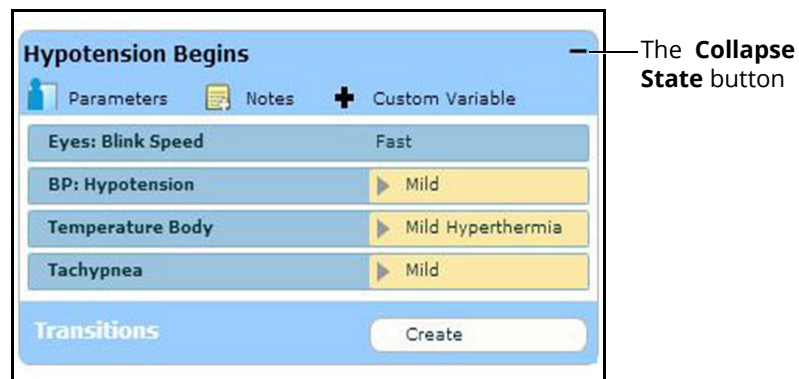 Hypotension Begins
Parameters Notes Custom Variable
Eyes: Blink Speed Fast
BP: Hypotension Mild
Temperature Body Mild Hyperthermia
Tachypnea Mild
Transitions Create
The Collapse
State button